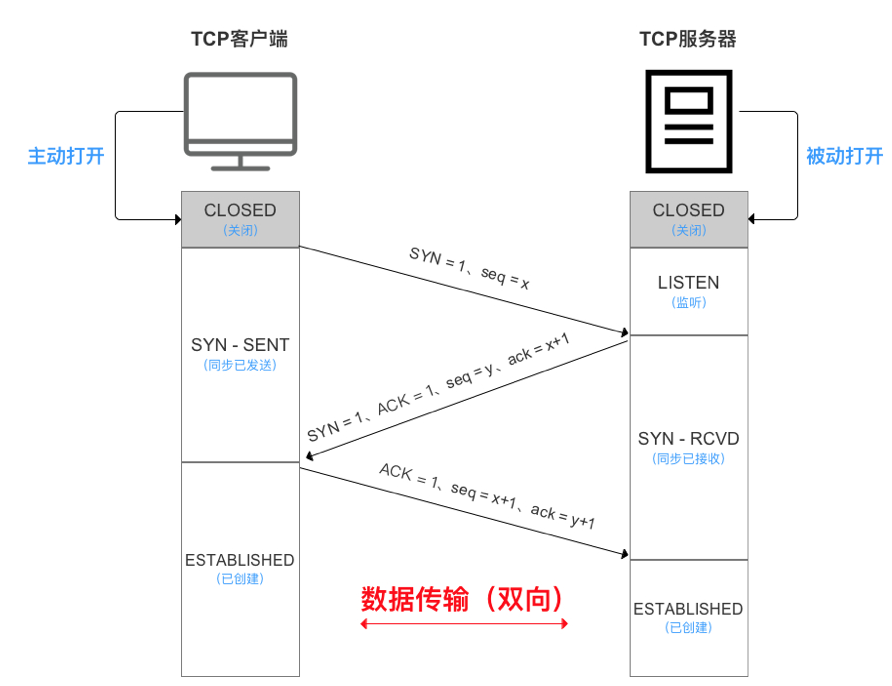 TCP客户端
TCP服务器
主动打开
被动打开
CLOSED
(关闭)
CLOSED
(关闭)
SYN = 1、seq = x
LISTEN
(监听)
SYN - SENT
(同步已发送)
SYN = 1、ACK = 1、seq = y、ack = x+1
SYN - RCVD
(同步已接收)
ACK = 1、seq = x+1、ack = y+1
ESTABLISHED
(已创建)
数据传输（双向）
ESTABLISHED
(已创建)